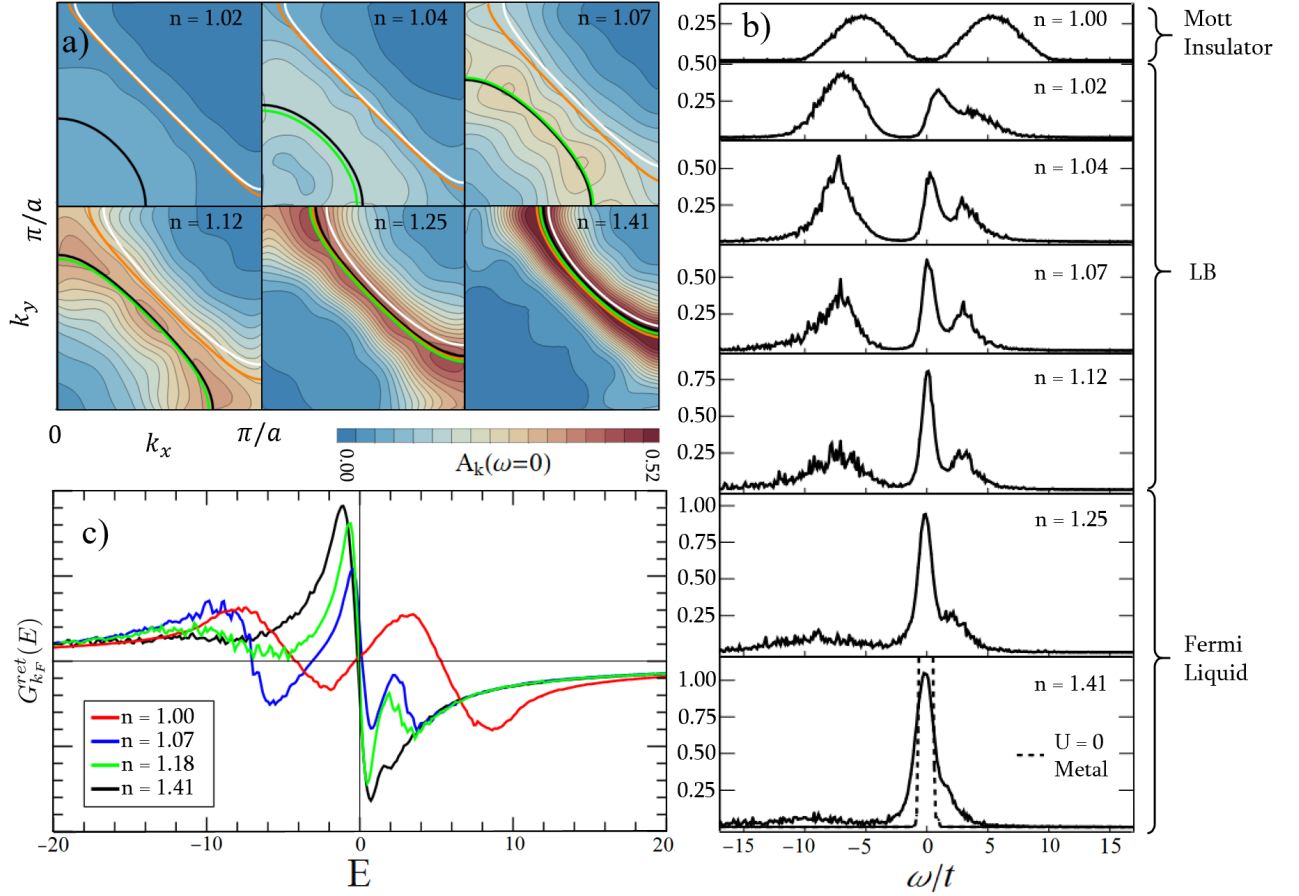 a)
n = 1.02
n = 1.04
n = 1.07
n = 1.12
n = 1.25
n = 1.41
k_y
π/a
0
k_x
π/a
0.00
A_k(ω=0)
0.52
b)
0.25
n = 1.00
Mott
Insulator
0.50
0.25
n = 1.02
0.50
0.25
n = 1.04
LB
0.50
0.25
n = 1.07
0.75
0.50
0.25
n = 1.12
1.00
0.75
0.50
0.25
n = 1.25
Fermi
Liquid
1.00
0.75
0.50
0.25
n = 1.41
U = 0
Metal
−15
−10
−5
0
5
10
15
ω/t
c)
G_{k_F}^{ret}(E)
n = 1.00
n = 1.07
n = 1.18
n = 1.41
−20
−10
0
10
20
E